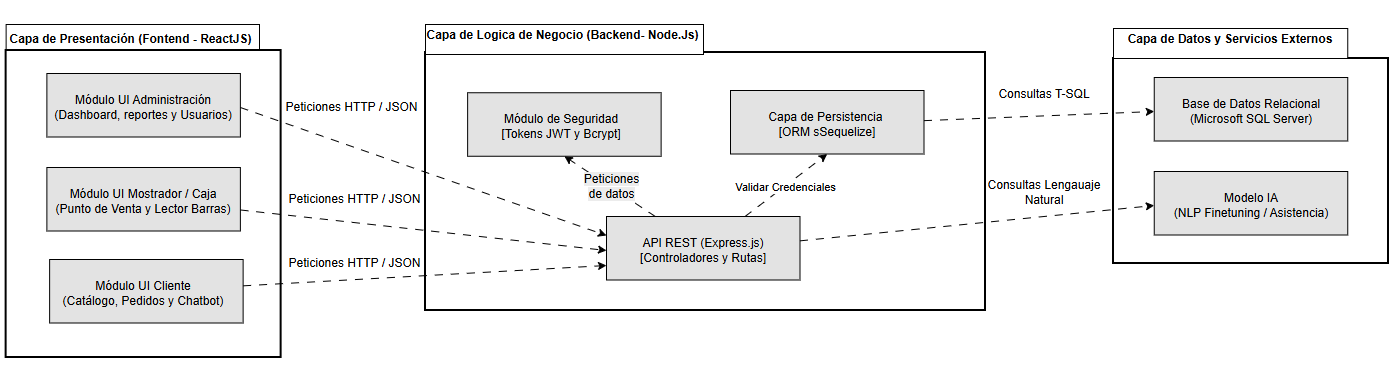 Capa de Presentación (Fontend - ReactJS)
Módulo UI Administración
(Dashboard, reportes y Usuarios)
Módulo UI Mostrador / Caja
(Punto de Venta y Lector Barras)
Módulo UI Cliente
(Catálogo, Pedidos y Chatbot)
Peticiones HTTP / JSON
Peticiones HTTP / JSON
Peticiones HTTP / JSON
Capa de Logica de Negocio (Backend- Node.Js)
Módulo de Seguridad
[Tokens JWT y Bcrypt]
Capa de Persistencia
[ORM sSequelize]
Peticiones
de datos
Validar Credenciales
API REST (Express.js)
[Controladores y Rutas]
Consultas T-SQL
Consultas Lengauaje
Natural
Capa de Datos y Servicios Externos
Base de Datos Relacional
(Microsoft SQL Server)
Modelo IA
(NLP Finetuning / Asistencia)